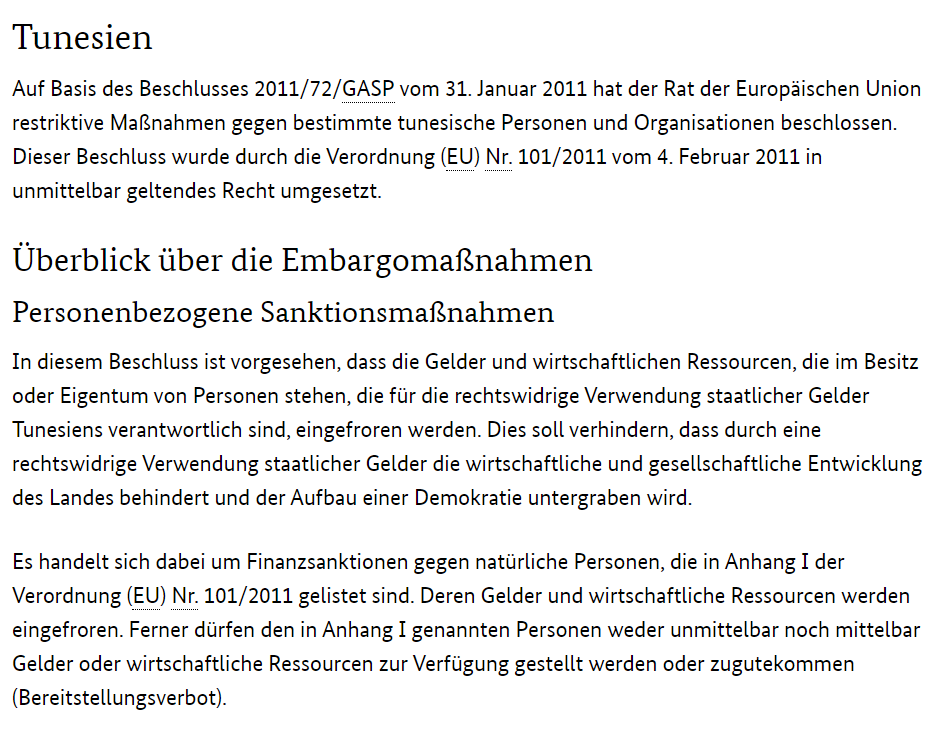 Tunesien
Auf Basis des Beschlusses 2011/72/GASP vom 31. Januar 2011 hat der Rat der Europäischen Union
restriktive Maßnahmen gegen bestimmte tunesische Personen und Organisationen beschlossen.
Dieser Beschluss wurde durch die Verordnung (EU) Nr. 101/2011 vom 4. Februar 2011 in
unmittelbar geltendes Recht umgesetzt.
Überblick über die Embargomaßnahmen
Personenbezogene Sanktionsmaßnahmen
In diesem Beschluss ist vorgesehen, dass die Gelder und wirtschaftlichen Ressourcen, die im Besitz
oder Eigentum von Personen stehen, die für die rechtswidrige Verwendung staatlicher Gelder
Tunesiens verantwortlich sind, eingefroren werden. Dies soll verhindern, dass durch eine
rechtswidrige Verwendung staatlicher Gelder die wirtschaftliche und gesellschaftliche Entwicklung
des Landes behindert und der Aufbau einer Demokratie untergraben wird.
Es handelt sich dabei um Finanzsanktionen gegen natürliche Personen, die in Anhang I der
Verordnung (EU) Nr. 101/2011 gelistet sind. Deren Gelder und wirtschaftliche Ressourcen werden
eingefroren. Ferner dürfen den in Anhang I genannten Personen weder unmittelbar noch mittelbar
Gelder oder wirtschaftliche Ressourcen zur Verfügung gestellt werden oder zugutekommen
(Bereitstellungsverbot).